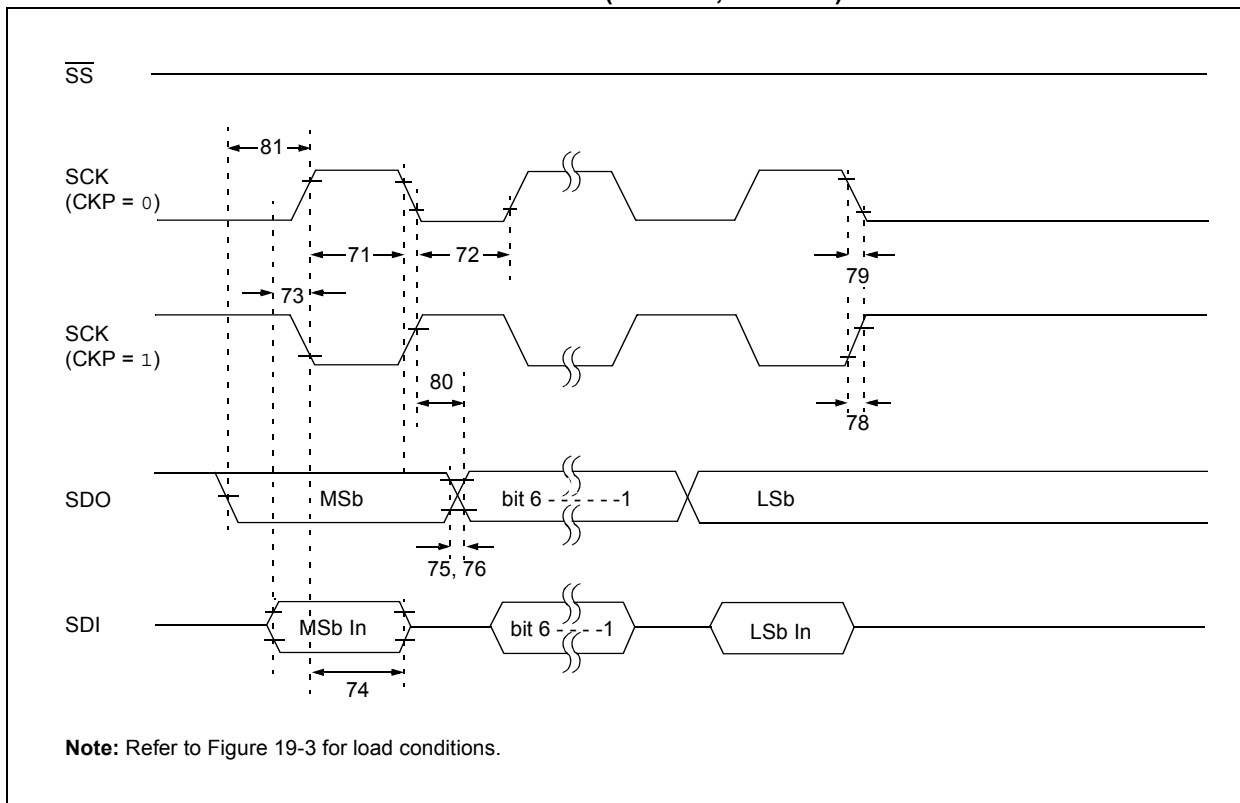 SS
81
SCK
(CKP = 0)
71
72
79
73
SCK
(CKP = 1)
80
78
SDO
MSb
bit 6 - - - - - - -1
LSb
75, 76
SDI
MSb In
bit 6 - - - - -1
LSb In
74
Note: Refer to Figure 19-3 for load conditions.